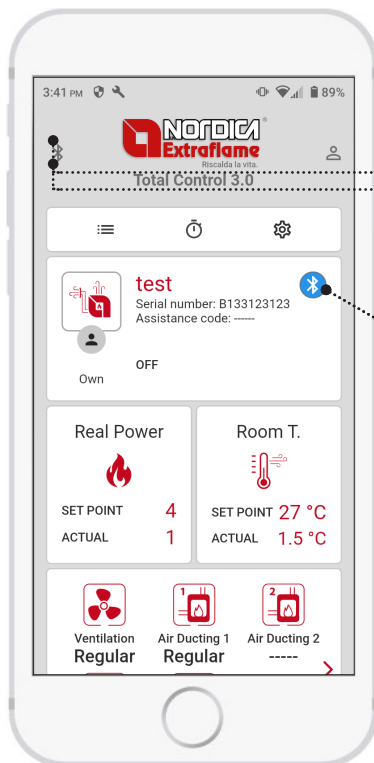 3:41 PM 89%
NORDICA®
Extraflame
Riscalda la vita.
Total Control 3.0
test
Serial number: B133123123
Assistance code: ------
OFF
Own
Real Power
SET POINT 4
ACTUAL 1
Room T.
SET POINT 27 °C
ACTUAL 1.5 °C
1
2
Ventilation Air Ducting 1 Air Ducting 2
Regular Regular -----